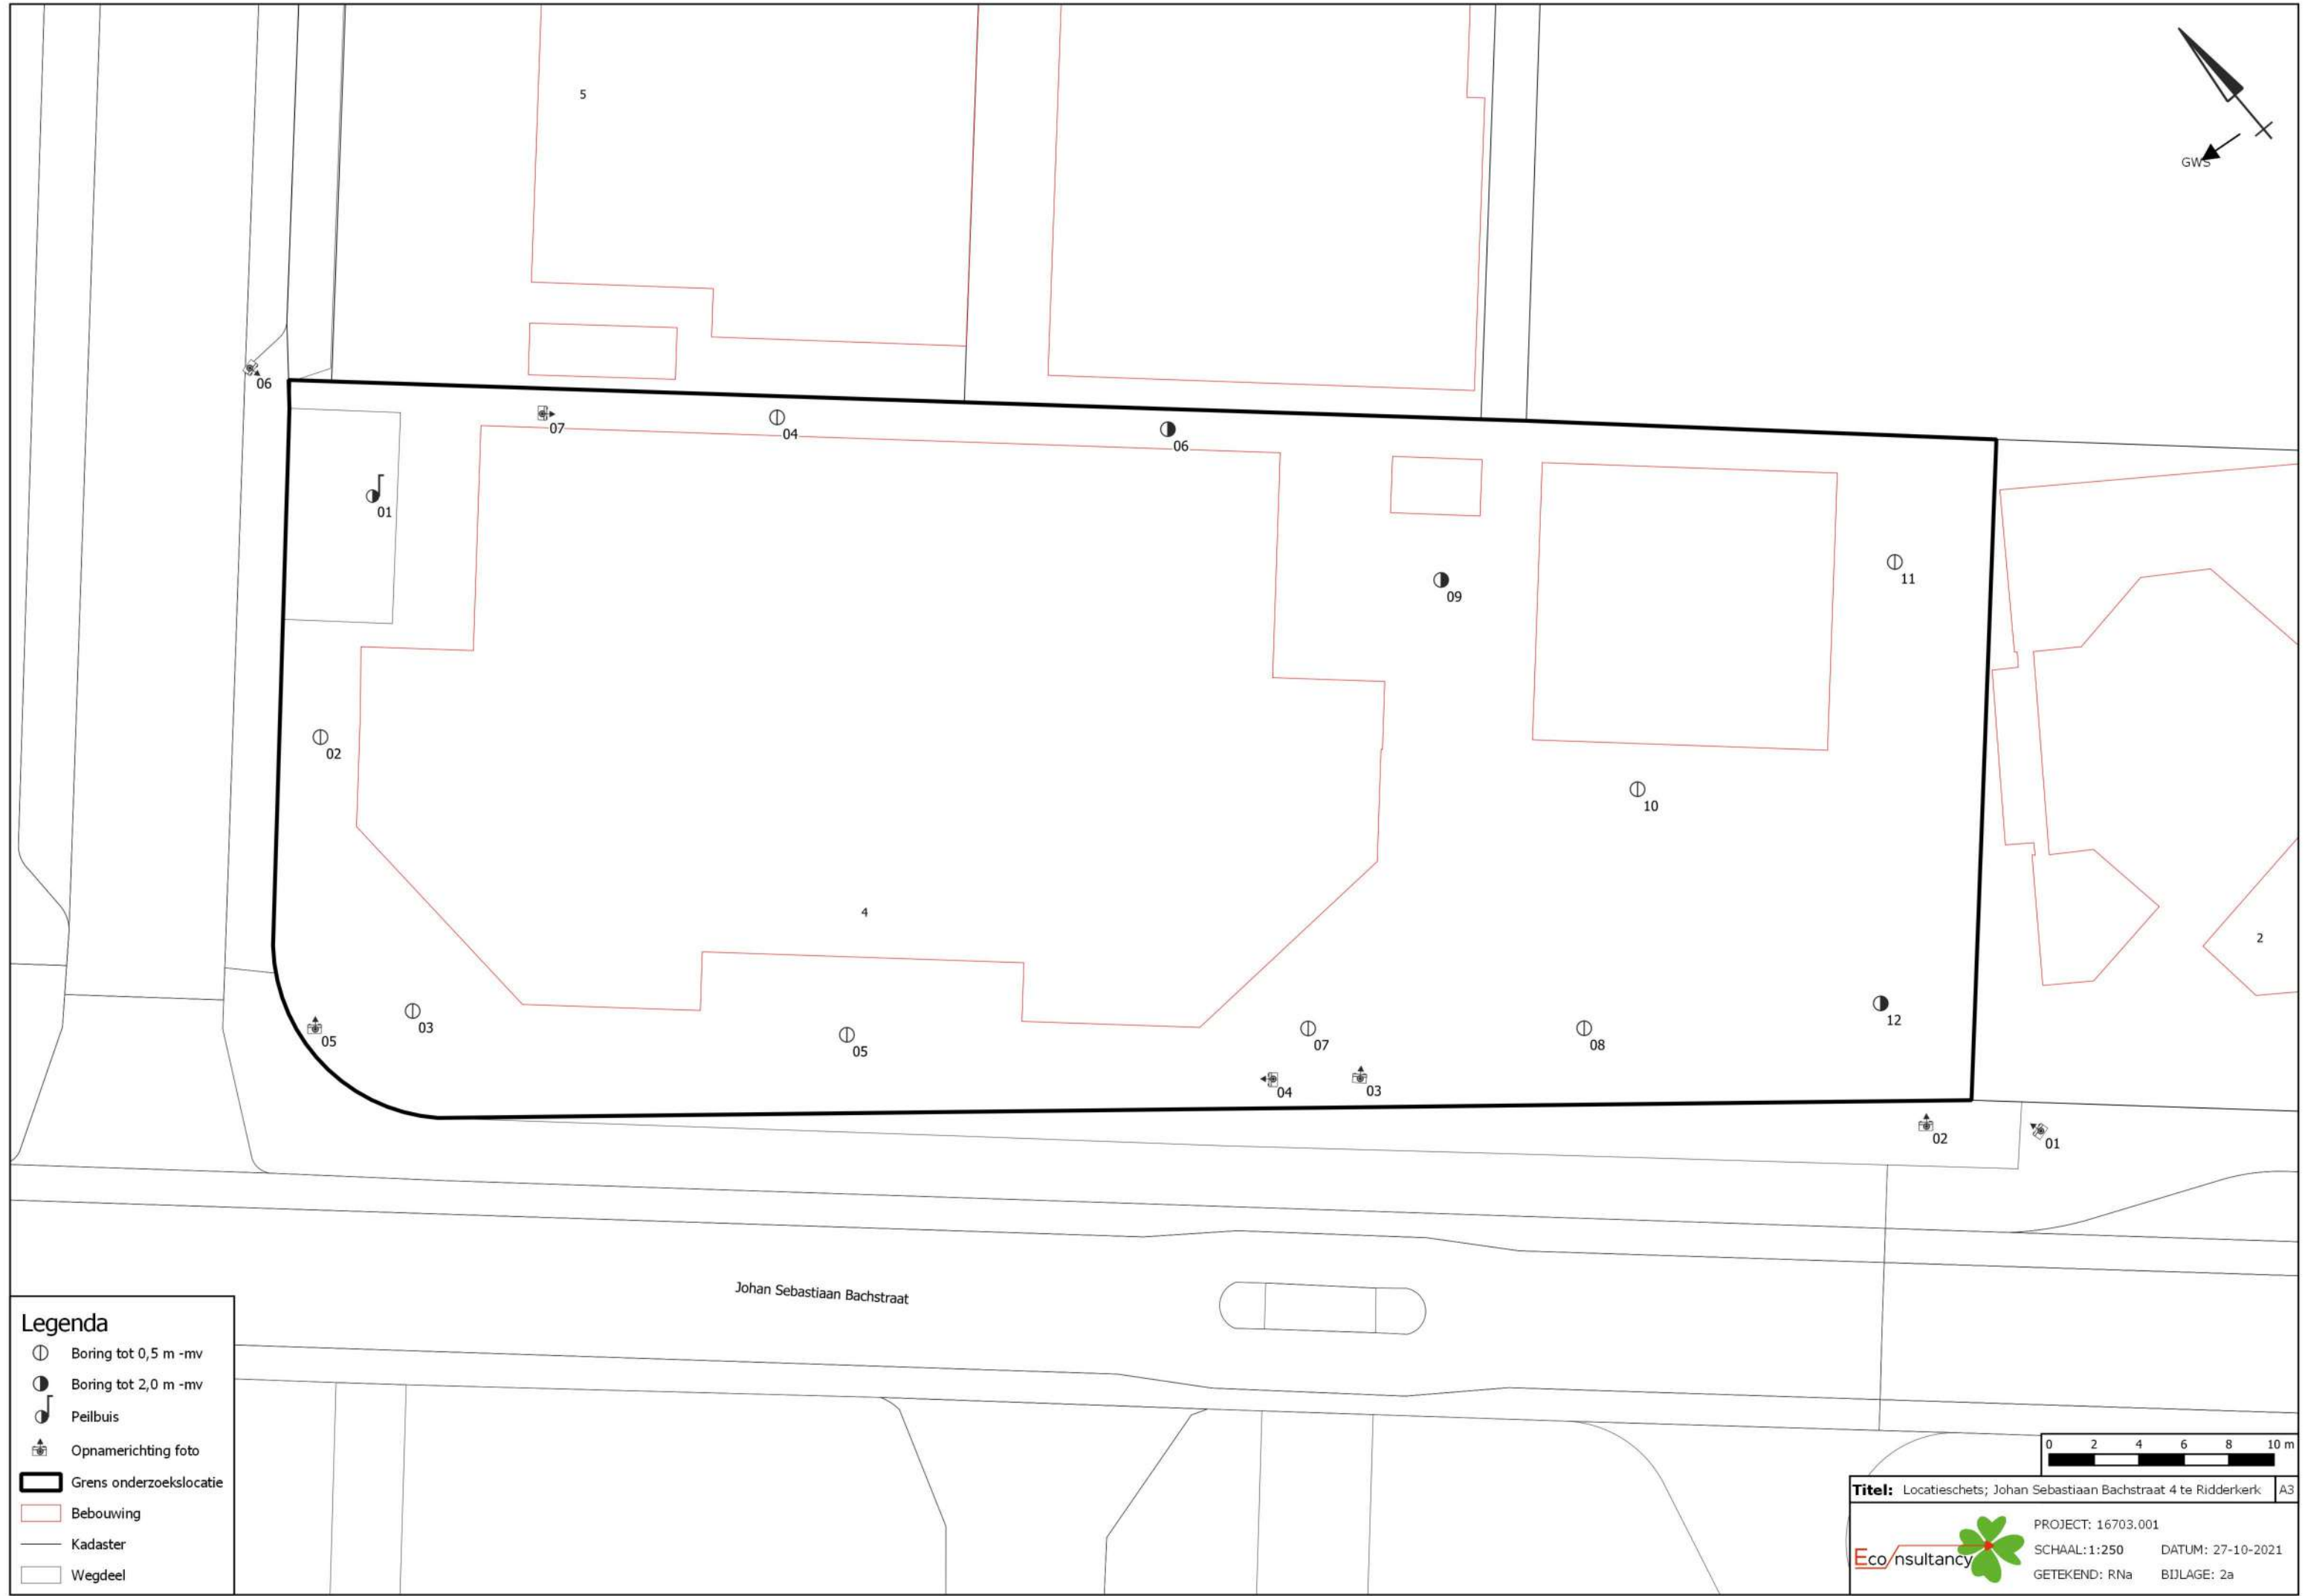 5
GWS
06
07
04
06
01
09
11
02
10
4
2
03
05
05
07
08
12
04
03
02
01
Johan Sebastiaan Bachstraat
Legenda
Boring tot 0,5 m -mv
Boring tot 2,0 m -mv
Peilbuis
Opnamerichting foto
Grens onderzoekslocatie
Bebouwing
Kadaster
Wegdeel
0 2 4 6 8 10 m
Titel: Locatieschets; Johan Sebastiaan Bachstraat 4 te Ridderkerk A3
Econsultancy
PROJECT: 16703.001
SCHAAL:1:250 DATUM: 27-10-2021
GETEKEND: RNa BIJLAGE: 2a